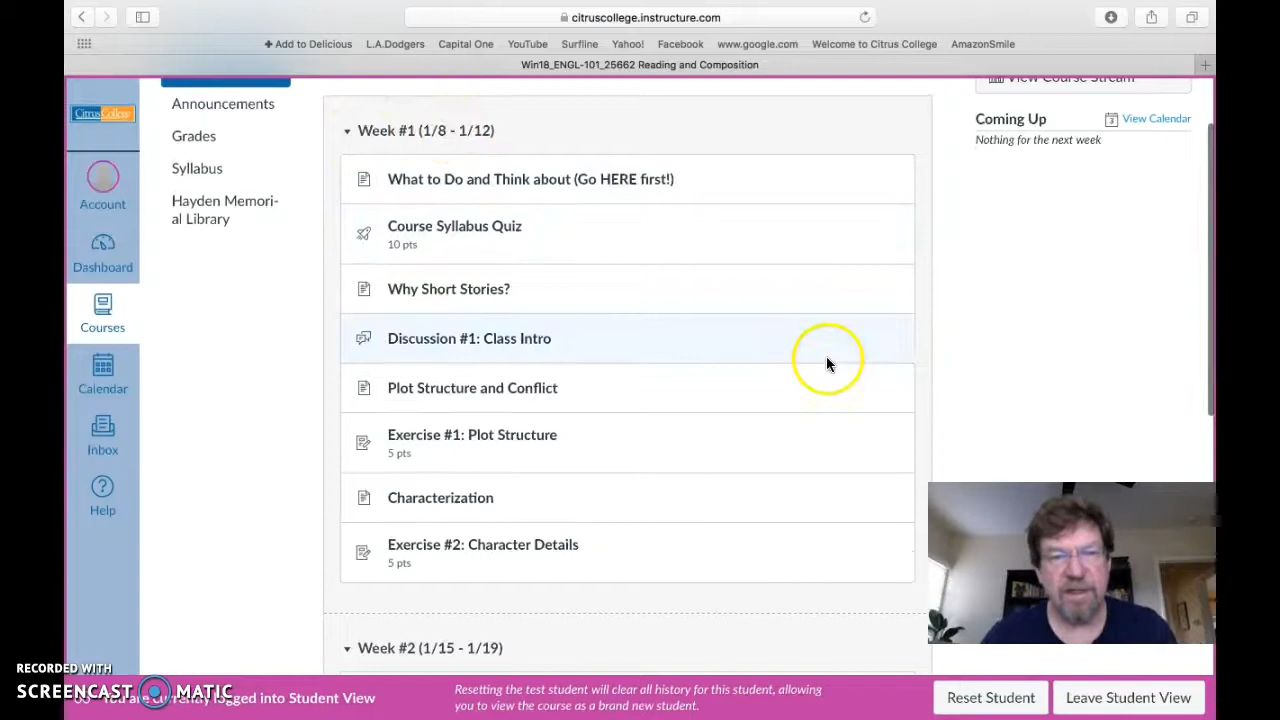 citruscollege.instructure.com
+ Add to Delicious L.A.Dodgers Capital One YouTube Surfline Yahoo! Facebook www.google.com Welcome to Citrus College AmazonSmile
Win18_ENGL-101_25662 Reading and Composition
CitrusCollege
Account
Dashboard
Courses
Calendar
Inbox
Help
Announcements
Grades
Syllabus
Hayden Memori-
al Library
Week #1 (1/8 - 1/12)
What to Do and Think about (Go HERE first!)
Course Syllabus Quiz
10 pts
Why Short Stories?
Discussion #1: Class Intro
Plot Structure and Conflict
Exercise #1: Plot Structure
5 pts
Characterization
Exercise #2: Character Details
5 pts
Week #2 (1/15 - 1/19)
View Course Stream
Coming Up
3 View Calendar
Nothing for the next week
RECORDED WITH
SCREENCAST MATIC
You are currently logged into Student View
Resetting the test student will clear all history for this student, allowing
you to view the course as a brand new student.
Reset Student
Leave Student View